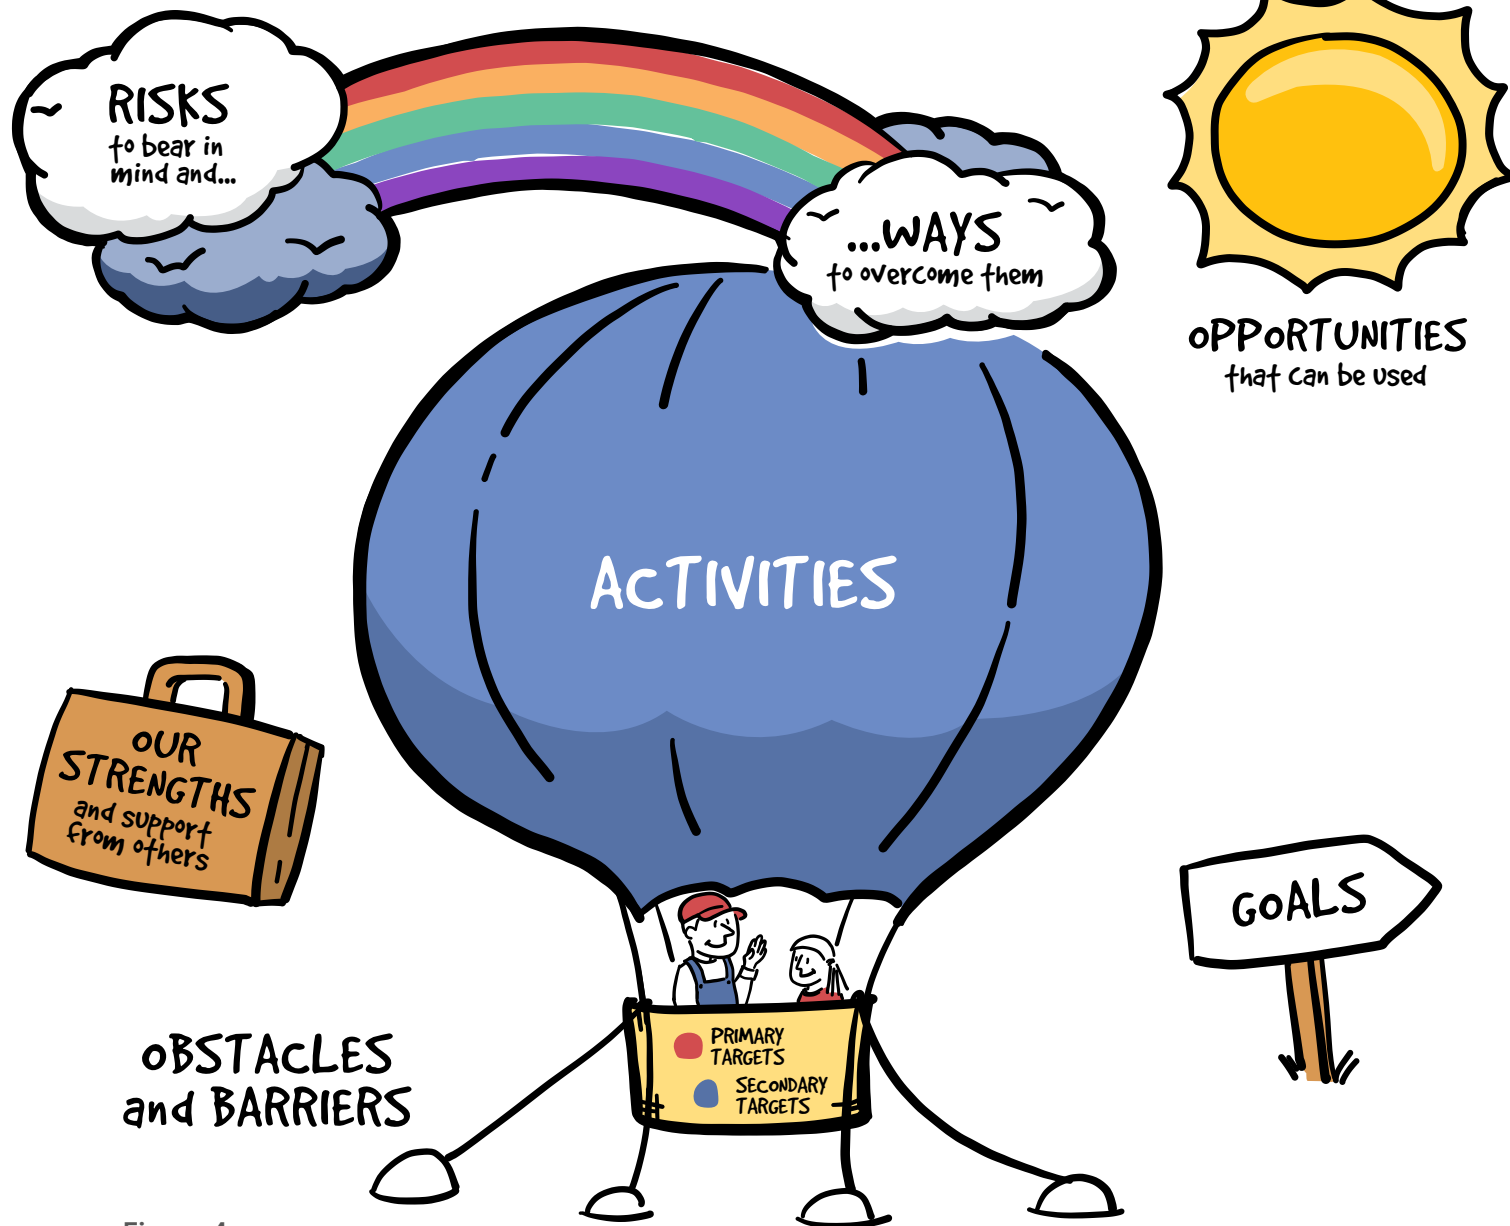 RISKS
to bear in
mind and...
...WAYS
to overcome them
OPPORTUNITIES
that can be used
ACTIVITIES
OUR
STRENGTHS
and support
from others
GOALS
PRIMARY
TARGETS
SECONDARY
TARGETS
OBSTACLES
and BARRIERS